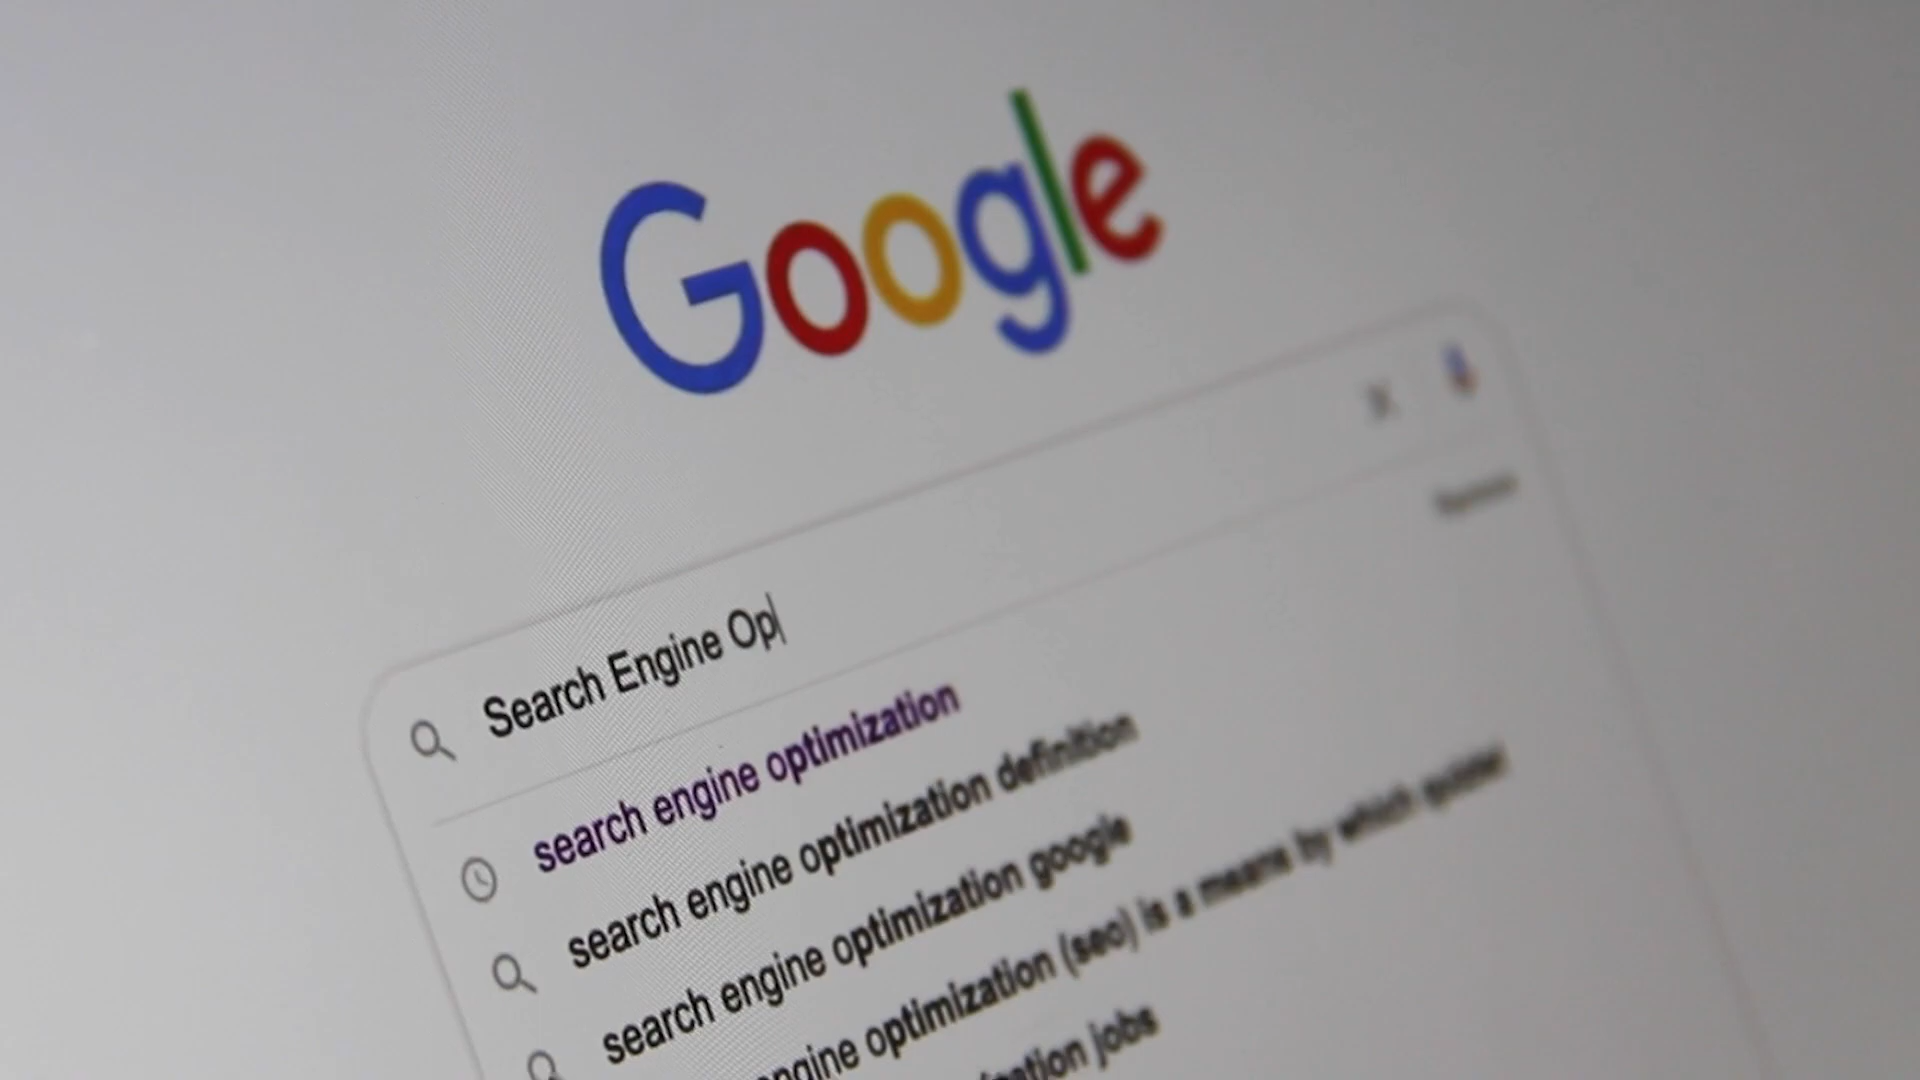 Google
Search Engine Op
search engine optimization
search engine optimization definition
search engine optimization google
engine optimization (seo) is a means by which
jobs